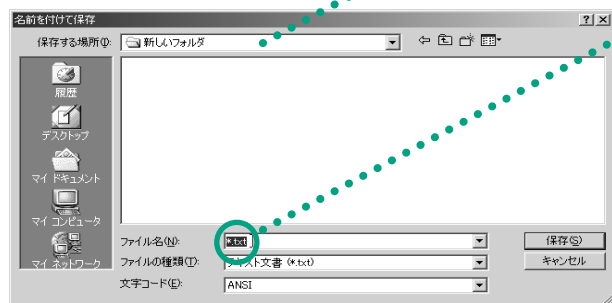 名前を付けて保存
保存する場所(I):
新しいフォルダ
履歴
デスクトップ
マイ ドキュメント
マイ コンピュータ
マイ ネットワーク
ファイル名(N):
*.txt
保存(S)
ファイルの種類(T):
テキスト文書 (*.txt)
キャンセル
文字コード(E):
ANSI